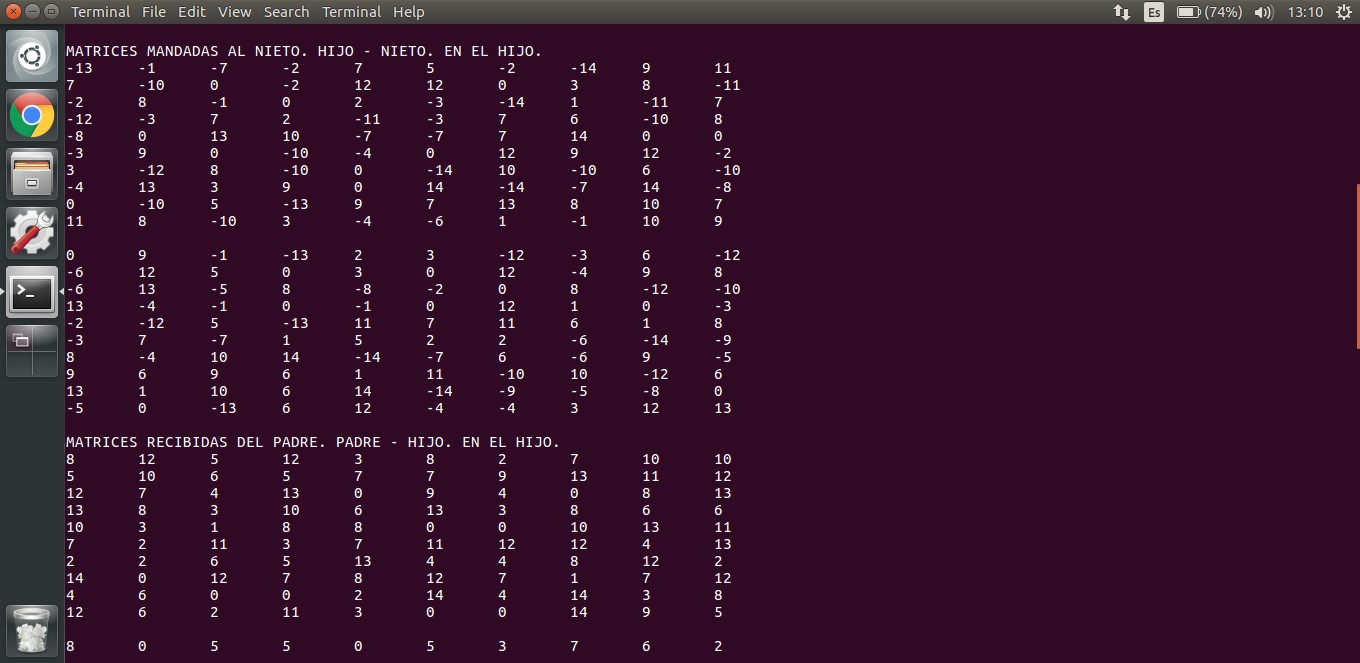 Terminal File Edit View Search Terminal Help Es (74%) 13:10
MATRICES MANDADAS AL NIETO. HIJO - NIETO. EN EL HIJO.
-13 -1 -7 -2 7 5 -2 -14 9 11
7 -10 0 -2 12 12 0 3 8 -11
-2 8 -1 0 2 -3 -14 1 -11 7
-12 -3 7 2 -11 -3 7 6 -10 8
-8 0 13 10 -7 -7 7 14 0 0
-3 9 0 -10 -4 0 12 9 12 -2
3 -12 8 -10 0 -14 10 -10 6 -10
-4 13 3 9 0 14 -14 -7 14 -8
0 -10 5 -13 9 7 13 8 10 7
11 8 -10 3 -4 -6 1 -1 10 9
0 9 -1 -13 2 3 -12 -3 6 -12
-6 12 5 0 3 0 12 -4 9 8
-6 13 -5 8 -8 -2 0 8 -12 -10
13 -4 -1 0 -1 0 12 1 0 -3
-2 -12 5 -13 11 7 11 6 1 8
-3 7 -7 1 5 2 2 -6 -14 -9
8 -4 10 14 -14 -7 6 -6 9 -5
9 6 9 6 1 11 -10 10 -12 6
13 1 10 6 14 -14 -9 -5 -8 0
-5 0 -13 6 12 -4 -4 3 12 13
MATRICES RECIBIDAS DEL PADRE. PADRE - HIJO. EN EL HIJO.
8 12 5 12 3 8 2 7 10 10
5 10 6 5 7 7 9 13 11 12
12 7 4 13 0 9 4 0 8 13
13 8 3 10 6 13 3 8 6 6
10 3 1 8 8 0 0 10 13 11
7 2 11 3 7 11 12 12 4 13
2 2 6 5 13 4 4 8 12 2
14 0 12 7 8 12 7 1 7 12
4 6 0 0 2 14 4 14 3 8
12 6 2 11 3 0 0 14 9 5
8 0 5 5 0 5 3 7 6 2